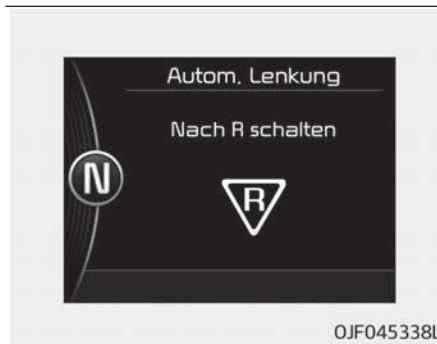 Autom. Lenkung
Nach R schalten
N
R
OJF045338L